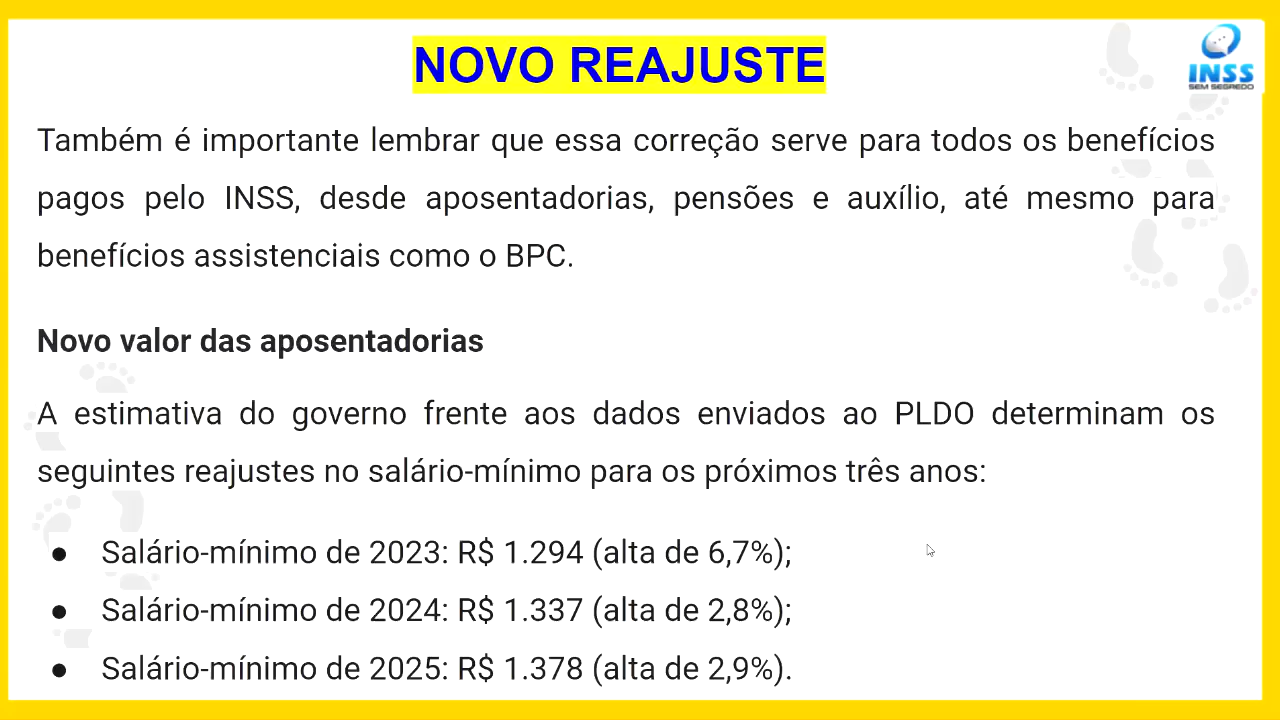 NOVO REAJUSTE
INSS
SEM SEGREDO
Também é importante lembrar que essa correção serve para todos os benefícios
pagos pelo INSS, desde aposentadorias, pensões e auxílio, até mesmo para
benefícios assistenciais como o BPC.
Novo valor das aposentadorias
A estimativa do governo frente aos dados enviados ao PLDO determinam os
seguintes reajustes no salário-mínimo para os próximos três anos:
● Salário-mínimo de 2023: R$ 1.294 (alta de 6,7%);
● Salário-mínimo de 2024: R$ 1.337 (alta de 2,8%);
● Salário-mínimo de 2025: R$ 1.378 (alta de 2,9%).